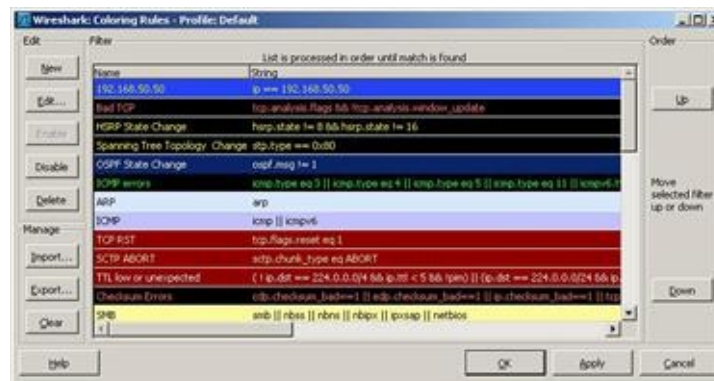 Wireshark: Coloring Rules - Profile: Default
Edit
Filter
Order
List is processed in order until match is found
New
Name String
192.168.50.50 ip == 192.168.50.50
Edit...
Bad TCP tcp.analysis.flags && !tcp.analysis.window_update
Up
HSRP State Change hsrp.state != 8 && hsrp.state != 16
Enable
Spanning Tree Topology Change stp.type == 0x80
Disable
OSPF State Change ospf.msg != 1
ICMP errors icmp.type eq 3 || icmp.type eq 4 || icmp.type eq 5 || icmp.type eq 11 || icmpv6.t
Delete
ARP arp
Move
selected filter
up or down
ICMP icmp || icmpv6
Manage
TCP RST tcp.flags.reset eq 1
Import...
SCTP ABORT sctp.chunk_type eq ABORT
TTL low or unexpected ( ! ip.dst == 224.0.0.0/4 && ip.ttl < 5 && !pim) || (ip.dst == 224.0.0.0/24 && ip.
Export...
Checksum Errors cdp.checksum_bad==1 || edp.checksum_bad==1 || ip.checksum_bad==1 || tcp
Down
Clear
SMB smb || nbss || nbns || nbipx || ipxsap || netbios
Help
OK
Apply
Cancel